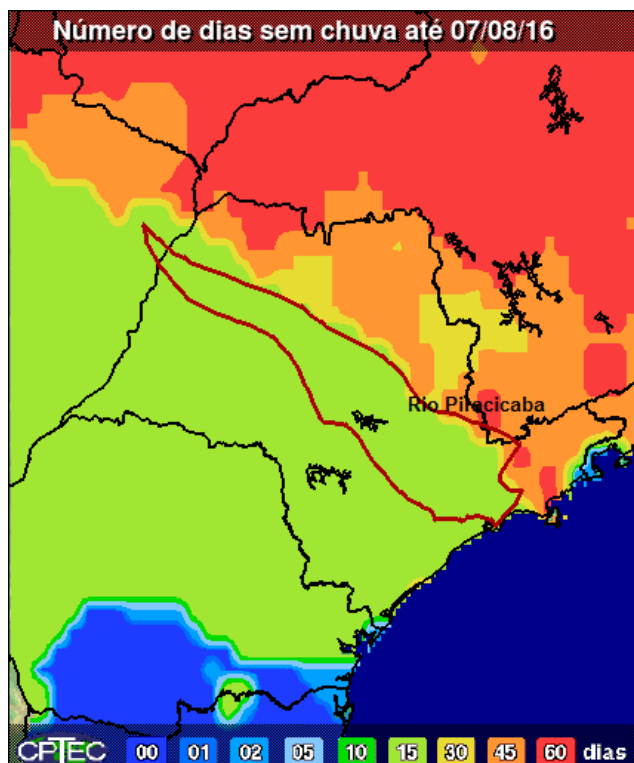 Número de dias sem chuva até 07/08/16
Rio Piracicaba
CPTEC 00 01 02 05 10 15 30 45 60 dias